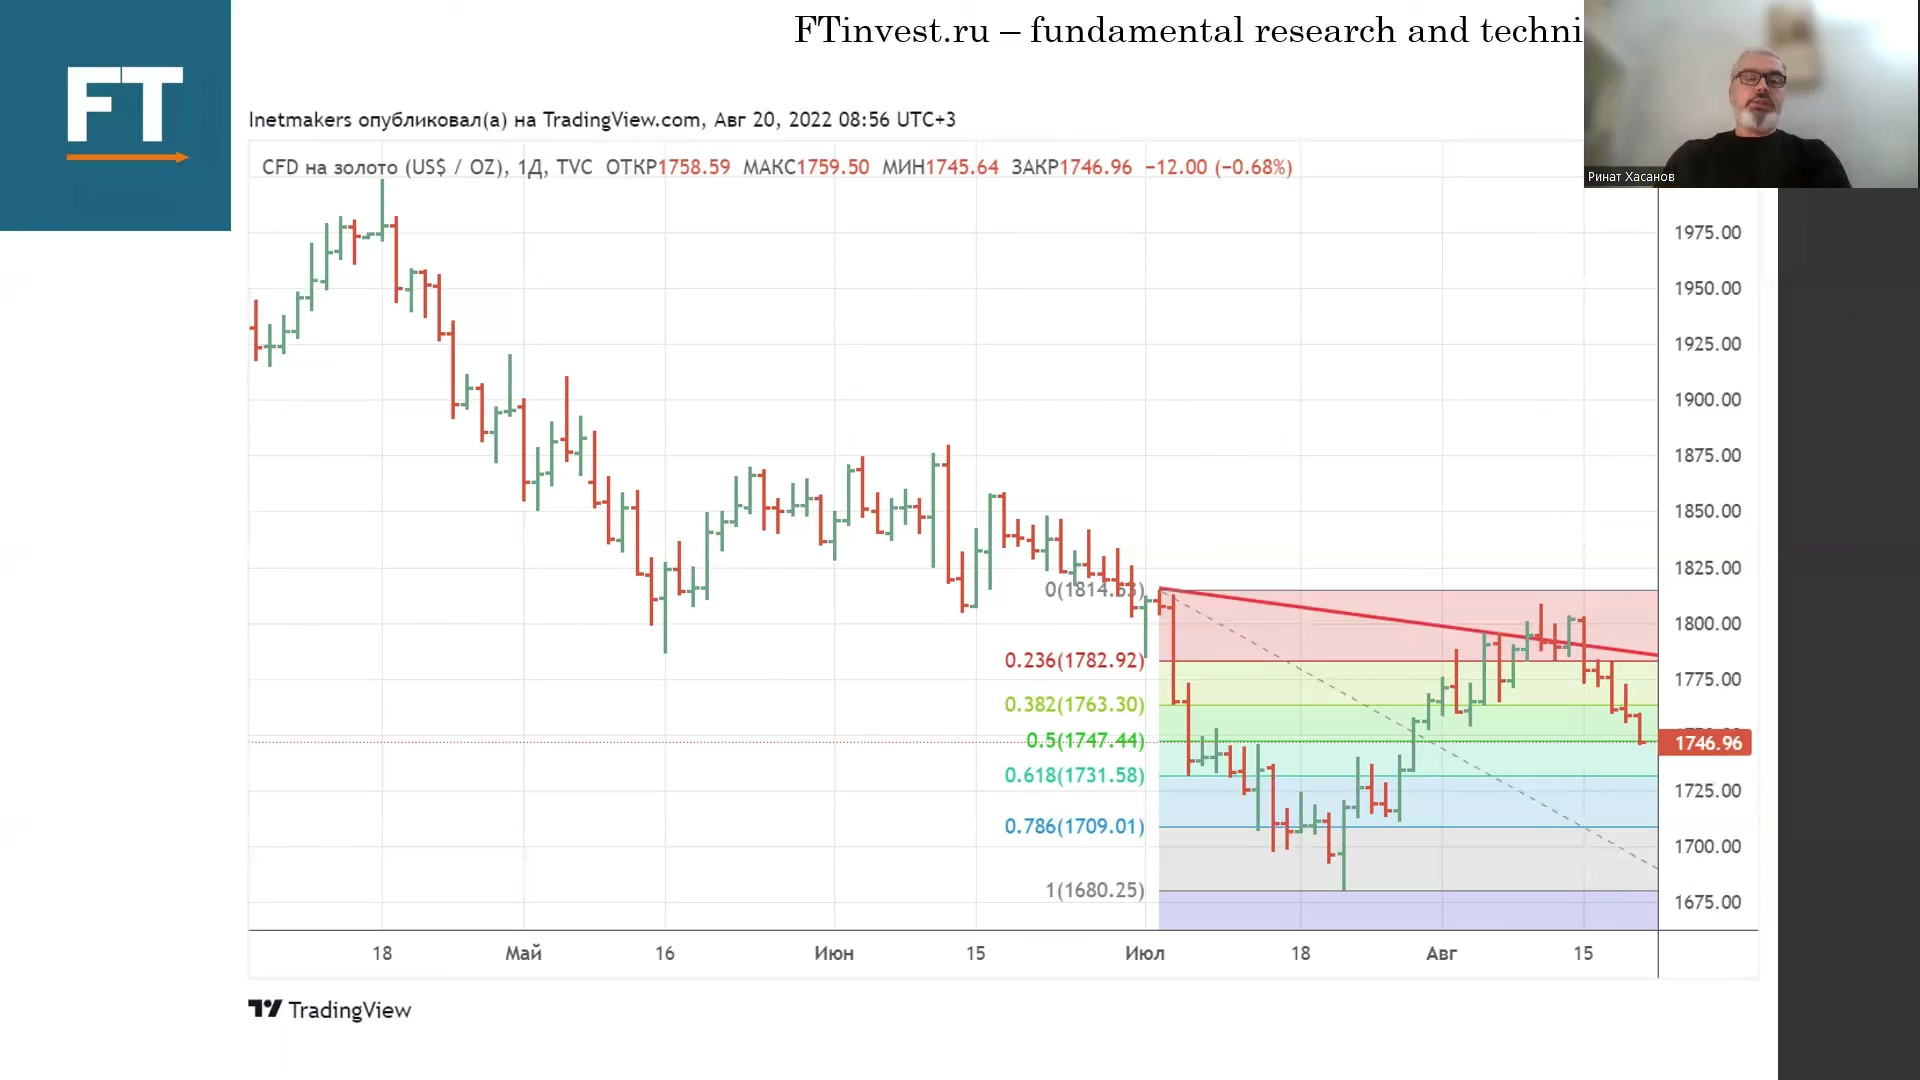 FTinvest.ru – fundamental research and techni
FT
Ринат Хасанов
Inetmakers опубликовал(а) на TradingView.com, Авг 20, 2022 08:56 UTC+3
CFD на золото (US$ / OZ), 1Д, TVC ОТКР1758.59 МАКС1759.50 МИН1745.64 ЗАКР1746.96 −12.00 (−0.68%)
1975.00
1950.00
1925.00
1900.00
1875.00
1850.00
1825.00
0(1814.63)
1800.00
0.236(1782.92)
1775.00
0.382(1763.30)
0.5(1747.44)
1746.96
0.618(1731.58)
1725.00
0.786(1709.01)
1700.00
1(1680.25)
1675.00
18 Май 16 Июн 15 Июл 18 Авг 15
TradingView